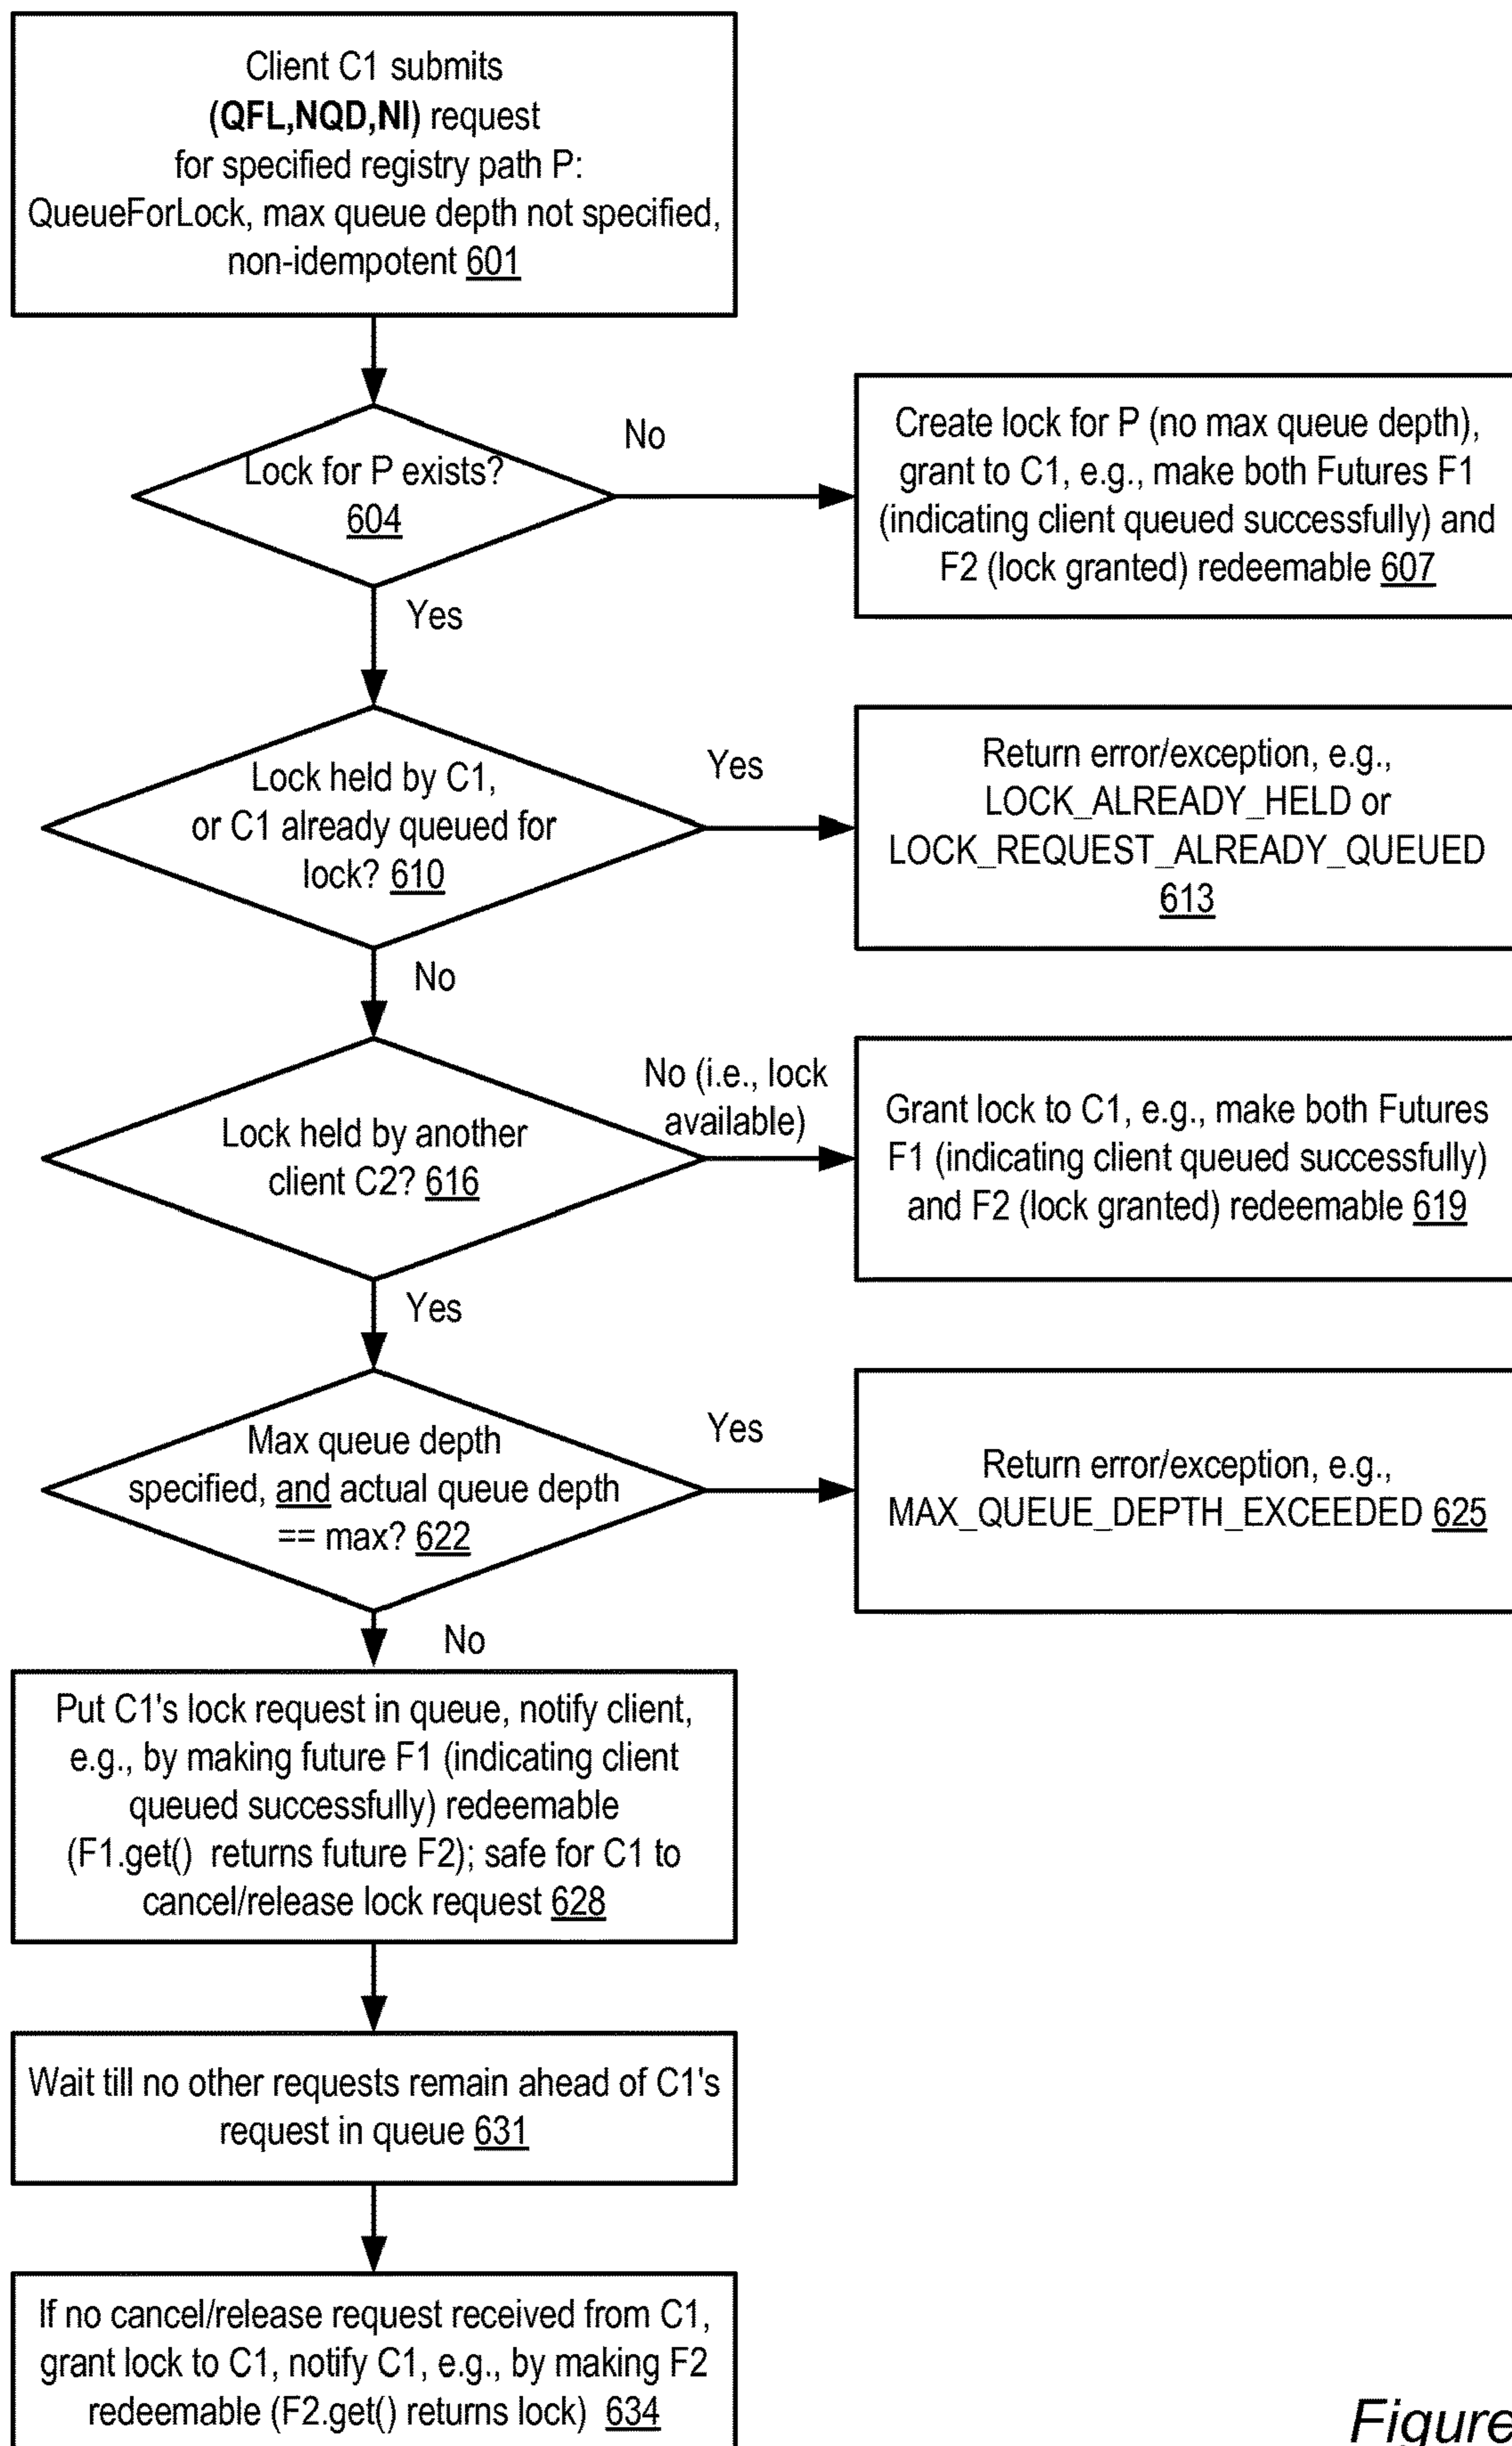 Client C1 submits
(QFL,NQD,NI) request
for specified registry path P:
QueueForLock, max queue depth not specified,
non-idempotent 601
Lock for P exists?
604
No
Create lock for P (no max queue depth),
grant to C1, e.g., make both Futures F1
(indicating client queued successfully) and
F2 (lock granted) redeemable 607
Yes
Lock held by C1,
or C1 already queued for
lock? 610
Yes
Return error/exception, e.g.,
LOCK_ALREADY_HELD or
LOCK_REQUEST_ALREADY_QUEUED
613
No
Lock held by another
client C2? 616
No (i.e., lock
available)
Grant lock to C1, e.g., make both Futures
F1 (indicating client queued successfully)
and F2 (lock granted) redeemable 619
Yes
Max queue depth
specified, and actual queue depth
== max? 622
Yes
Return error/exception, e.g.,
MAX_QUEUE_DEPTH_EXCEEDED 625
No
Put C1's lock request in queue, notify client,
e.g., by making future F1 (indicating client
queued successfully) redeemable
(F1.get() returns future F2); safe for C1 to
cancel/release lock request 628
Wait till no other requests remain ahead of C1's
request in queue 631
If no cancel/release request received from C1,
grant lock to C1, notify C1, e.g., by making F2
redeemable (F2.get() returns lock) 634
Figure